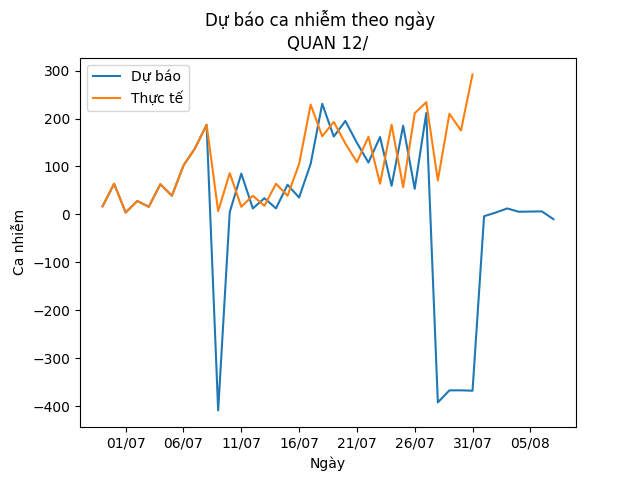 Dự báo ca nhiễm theo ngày
QUAN 12/
Dự báo
Thực tế
Ca nhiễm
300
200
100
0
−100
−200
−300
−400
01/07
06/07
11/07
16/07
21/07
26/07
31/07
05/08
Ngày